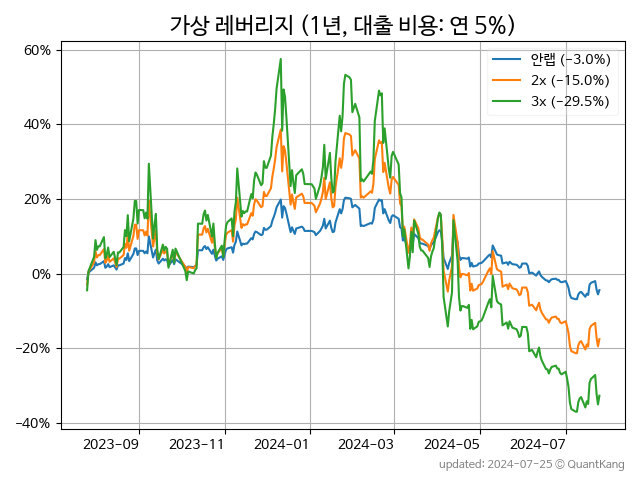 가상 레버리지 (1년, 대출 비용: 연 5%)
안랩 (−3.0%)
2x (−15.0%)
3x (−29.5%)
60%
40%
20%
0%
−20%
−40%
2023−09 2023−11 2024−01 2024−03 2024−05 2024−07
updated: 2024-07-25 © QuantKang